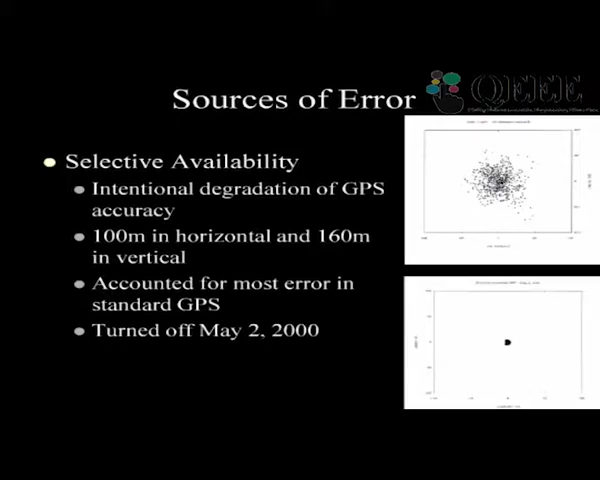 QEEE
Sources of Error
Selective Availability
Intentional degradation of GPS
accuracy
100m in horizontal and 160m
in vertical
Accounted for most error in
standard GPS
Turned off May 2, 2000